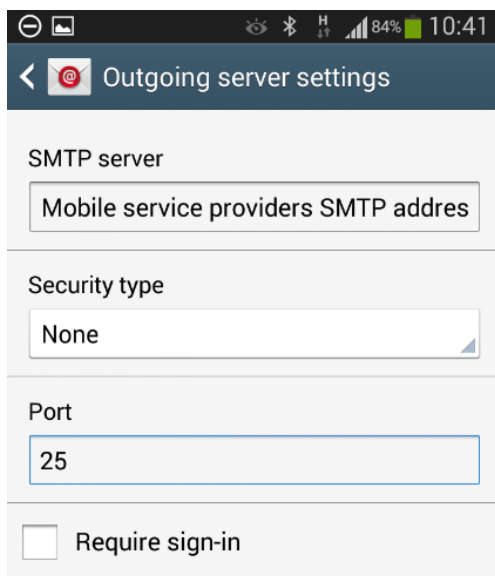 H 84% 10:41
Outgoing server settings
SMTP server
Mobile service providers SMTP addres
Security type
None
Port
25
Require sign-in